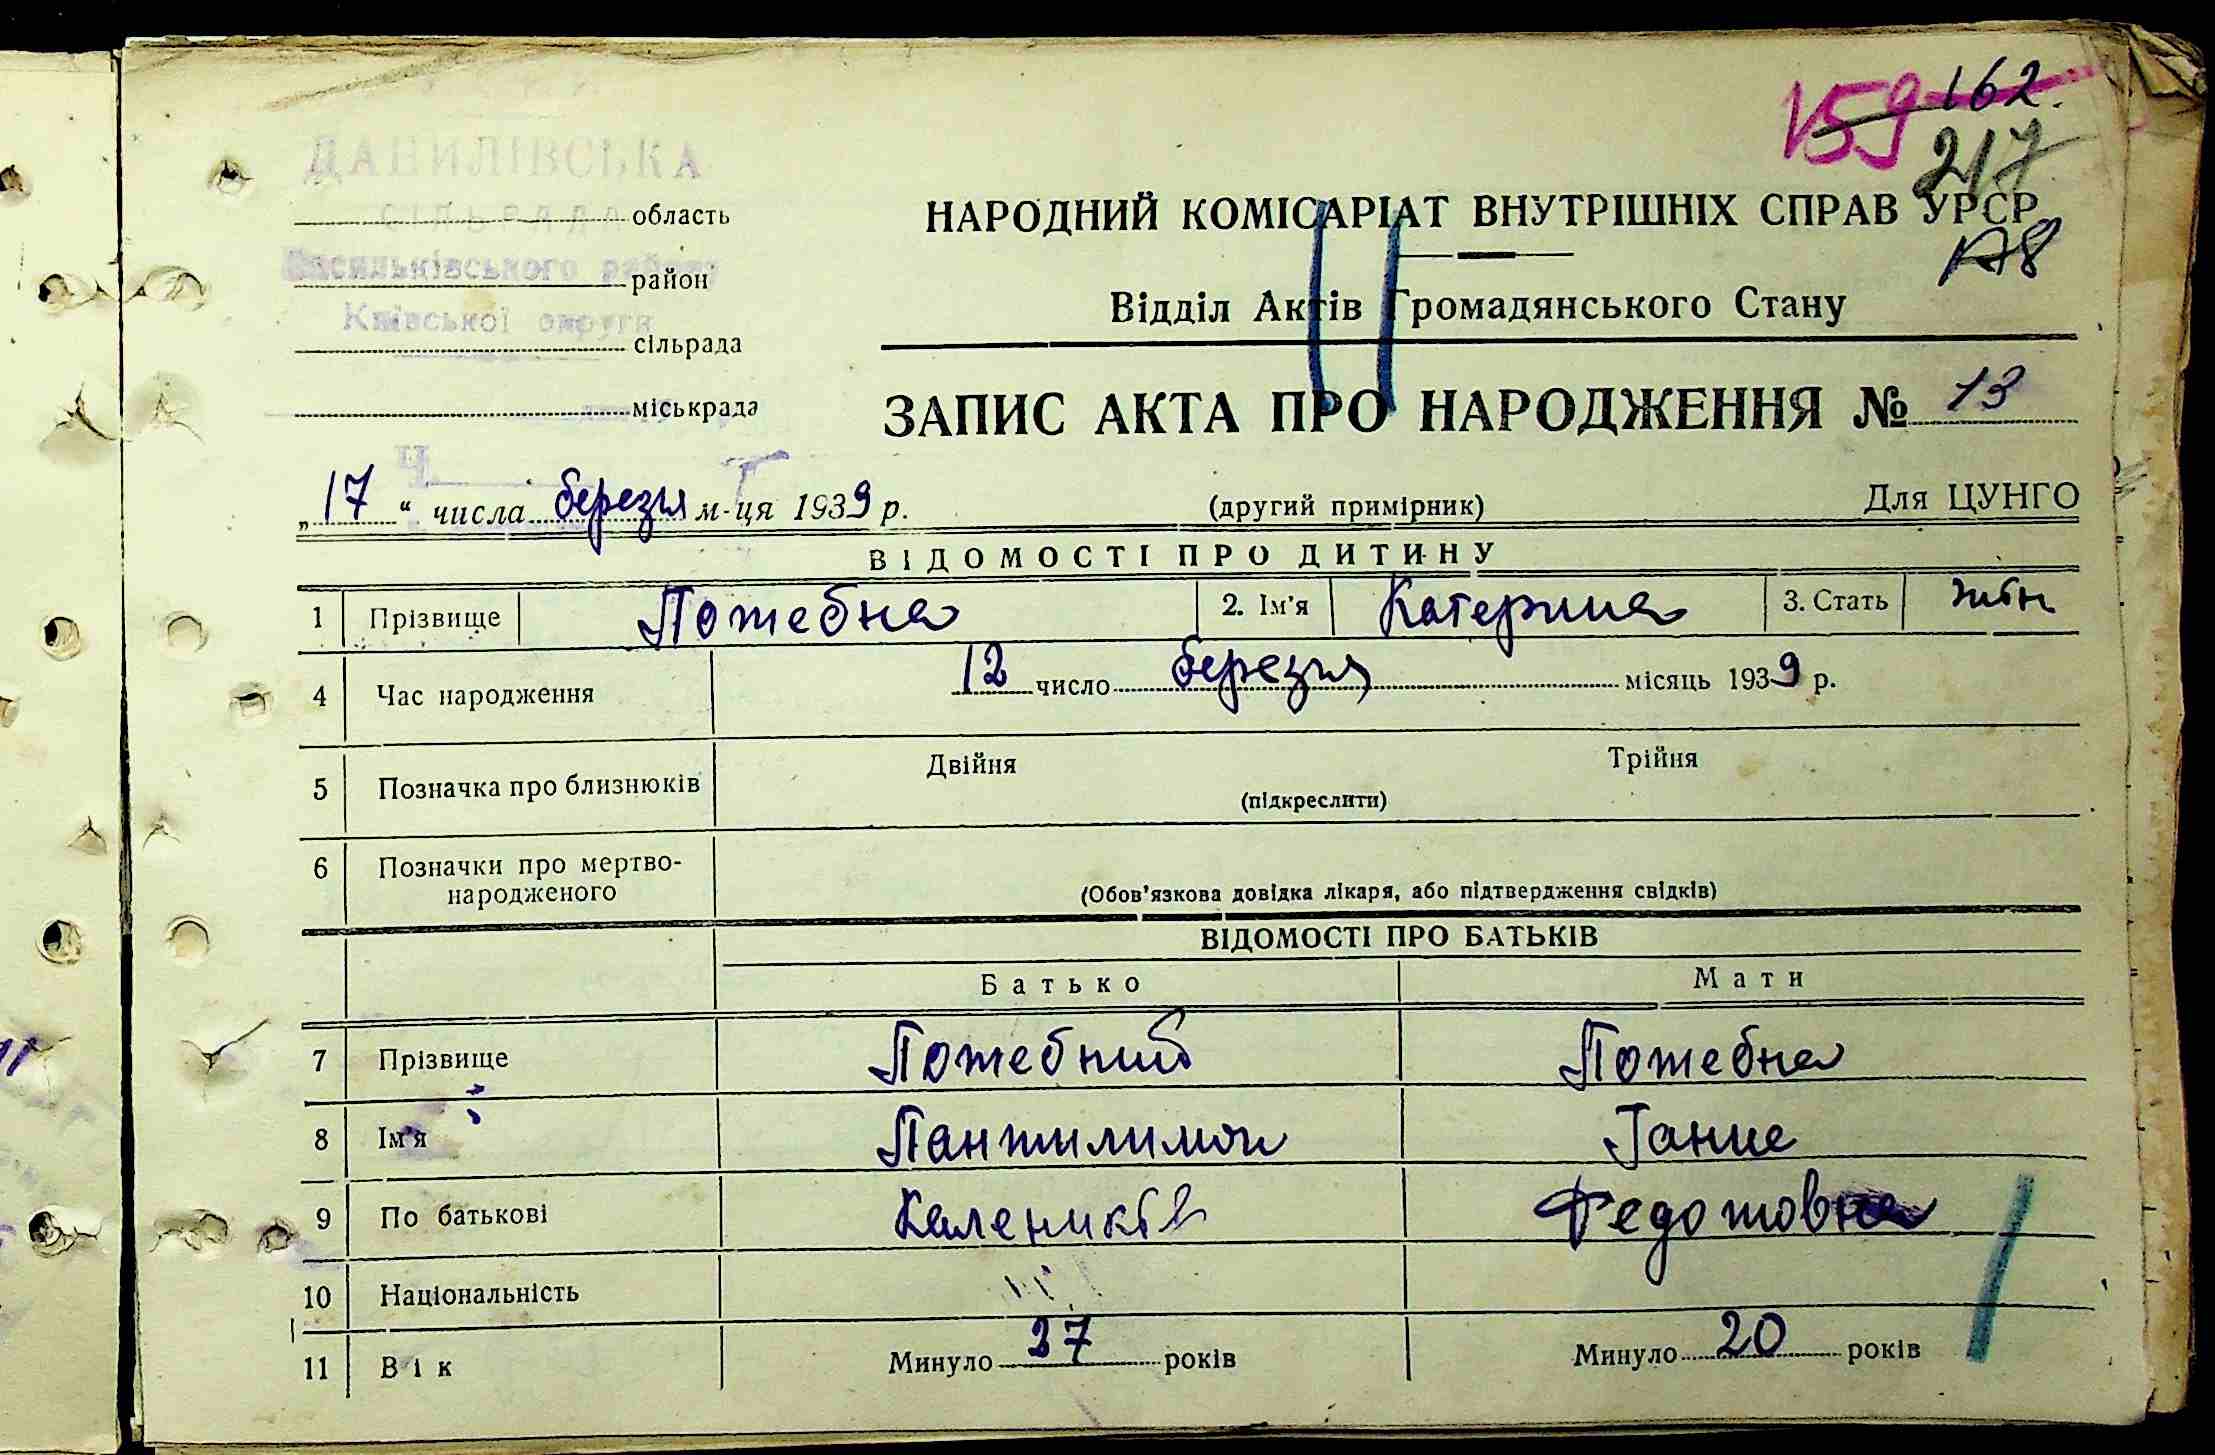 159 162.
217
ДАНИЛІВСЬКА
СІЛЬРАДА
Васильківського району
Київської округи
область
район
сільрада
міськрада
НАРОДНИЙ КОМІСАРІАТ ВНУТРІШНІХ СПРАВ УРСР
Відділ Актів Громадянського Стану
ЗАПИС АКТА ПРО НАРОДЖЕННЯ № 13
„17“ числа березня м-ця 1939 р.
(другий примірник)
Для ЦУНГО
ВІДОМОСТІ ПРО ДИТИНУ
1 Прізвище Потебна 2. Ім'я Катерина 3. Стать жін
4 Час народження 12 число березня місяць 1939 р.
5 Позначка про близнюків Двійня Трійня
(підкреслити)
6 Позначки про мертво-
народженого
(Обов'язкова довідка лікаря, або підтвердження свідків)
ВІДОМОСТІ ПРО БАТЬКІВ
Батько Мати
7 Прізвище Потебний Потебна
8 Ім'я Пантилимон Ганна
9 По батькові Калеників Федотовна
10 Національність
11 Вік Минуло 27 років Минуло 20 років